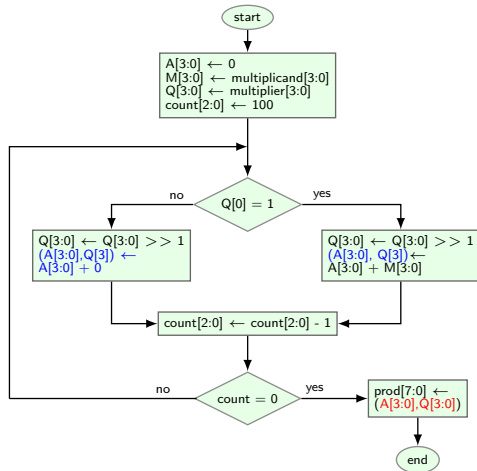 start
A[3:0] ← 0
M[3:0] ← multiplicand[3:0]
Q[3:0] ← multiplier[3:0]
count[2:0] ← 100
Q[0] = 1
no
yes
Q[3:0] ← Q[3:0] >> 1
(A[3:0],Q[3]) ←
A[3:0] + 0
Q[3:0] ← Q[3:0] >> 1
(A[3:0], Q[3])←
A[3:0] + M[3:0]
count[2:0] ← count[2:0] - 1
count = 0
no
yes
prod[7:0] ←
(A[3:0],Q[3:0])
end